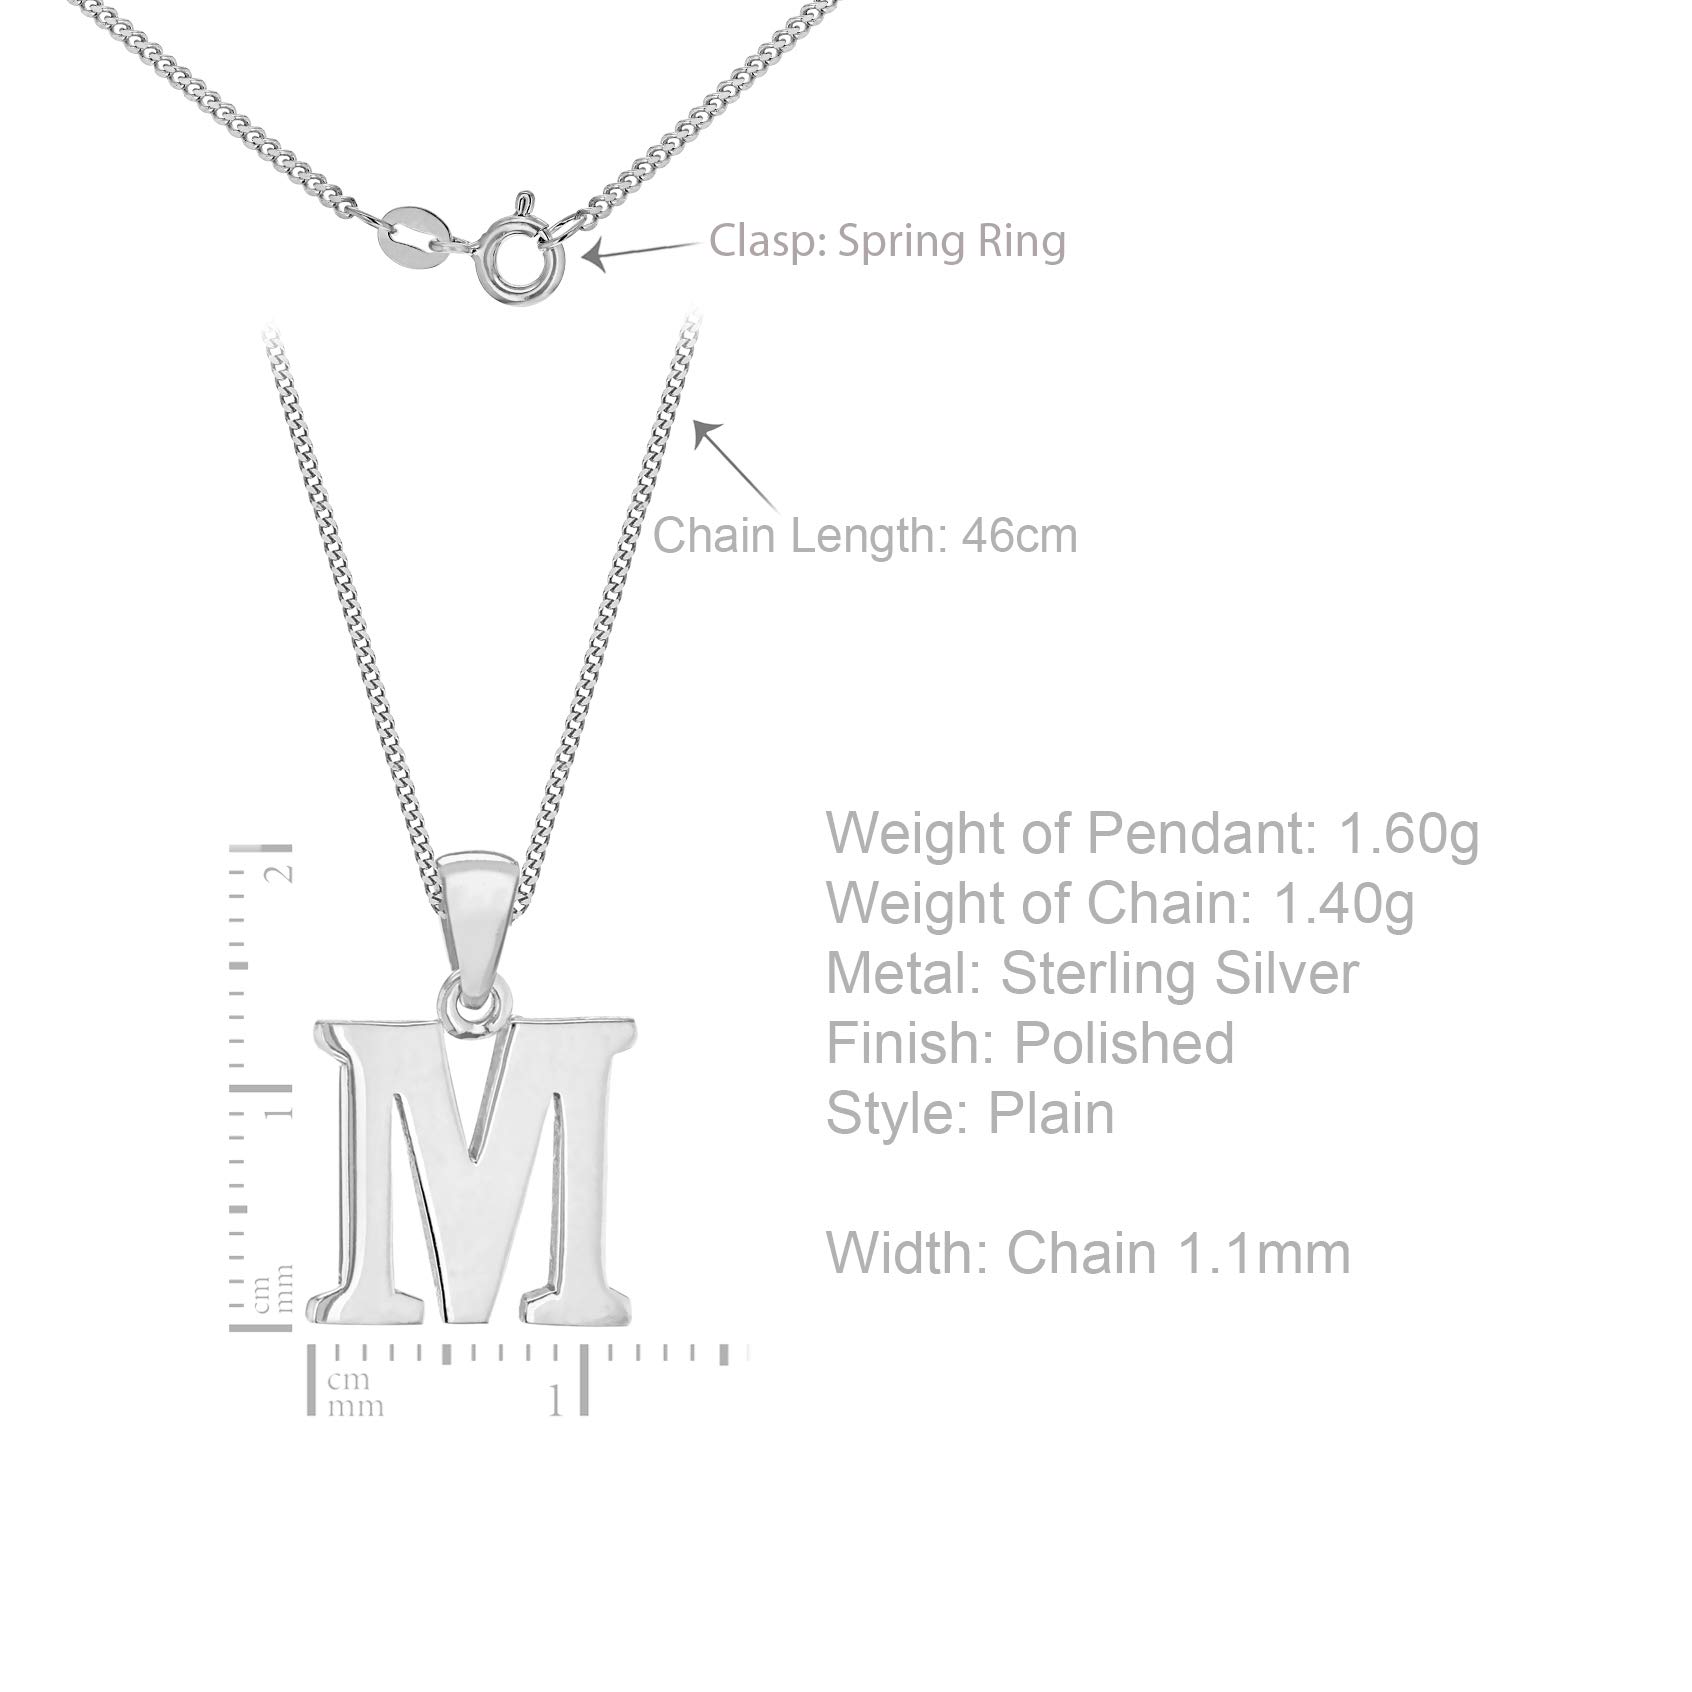 Clasp: Spring Ring
Chain Length: 46cm
2
1
cm
mm
M
cm
mm
1
Weight of Pendant: 1.60g
Weight of Chain: 1.40g
Metal: Sterling Silver
Finish: Polished
Style: Plain
Width: Chain 1.1mm